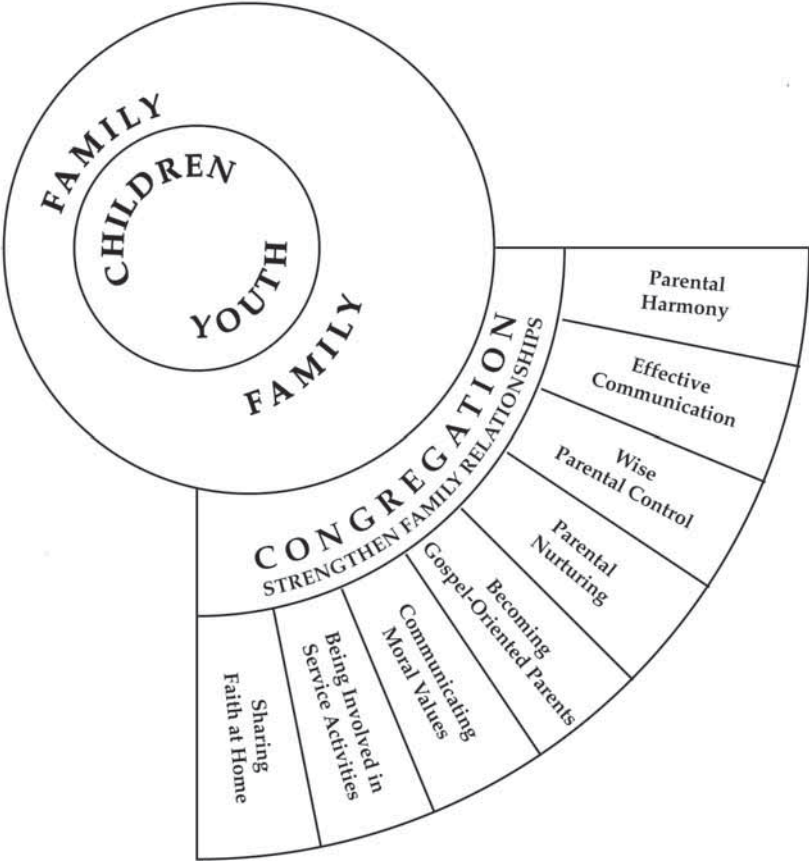 FAMILY
CHILDREN
YOUTH
FAMILY
CONGREGATION
STRENGTHEN FAMILY RELATIONSHIPS
Parental
Harmony
Effective
Communication
Wise
Parental Control
Parental
Nurturing
Becoming
Gospel-Oriented Parents
Communicating
Moral Values
Being Involved in
Service Activities
Sharing
Faith at Home